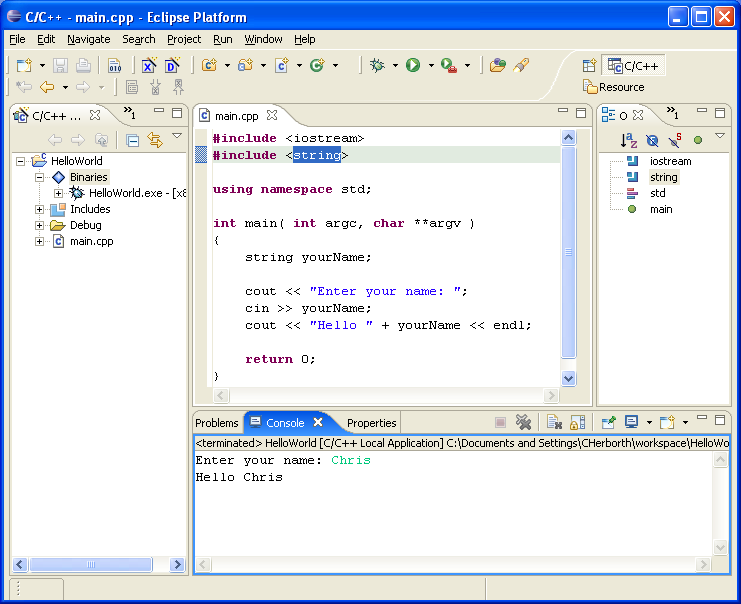 C/C++ - main.cpp - Eclipse Platform
File Edit Navigate Search Project Run Window Help
C/C++
Resource
C/C++ ... »1
HelloWorld
Binaries
HelloWorld.exe - [x8
Includes
Debug
main.cpp
main.cpp
#include <iostream>
#include <string>
using namespace std;
int main( int argc, char **argv )
{
string yourName;
cout << "Enter your name: ";
cin >> yourName;
cout << "Hello " + yourName << endl;
return 0;
}
O »1
iostream
string
std
main
Problems Console Properties
<terminated> HelloWorld [C/C++ Local Application] C:\Documents and Settings\CHerborth\workspace\HelloWo
Enter your name: Chris
Hello Chris